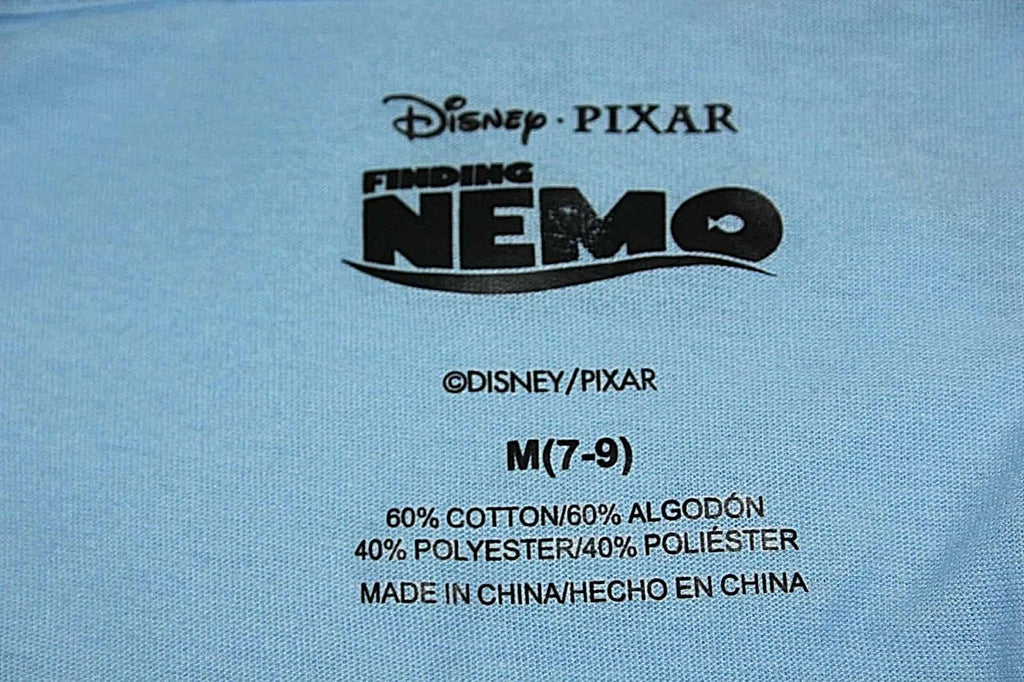 Disney · PIXAR
FINDING
NEMO
©DISNEY/PIXAR
M(7-9)
60% COTTON/60% ALGODÓN
40% POLYESTER/40% POLIÉSTER
MADE IN CHINA/HECHO EN CHINA